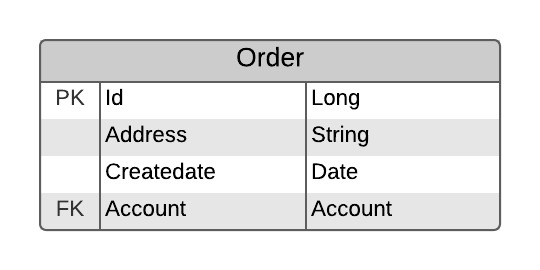 Order
PK Id Long
Address String
Createdate Date
FK Account Account